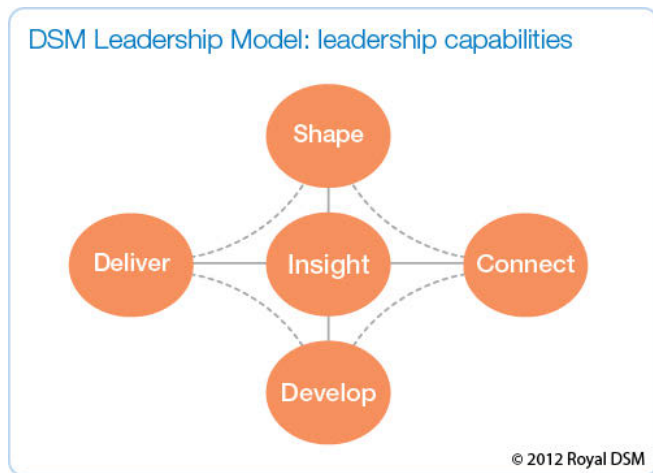 DSM Leadership Model: leadership capabilities
Shape
Deliver
Insight
Connect
Develop
© 2012 Royal DSM